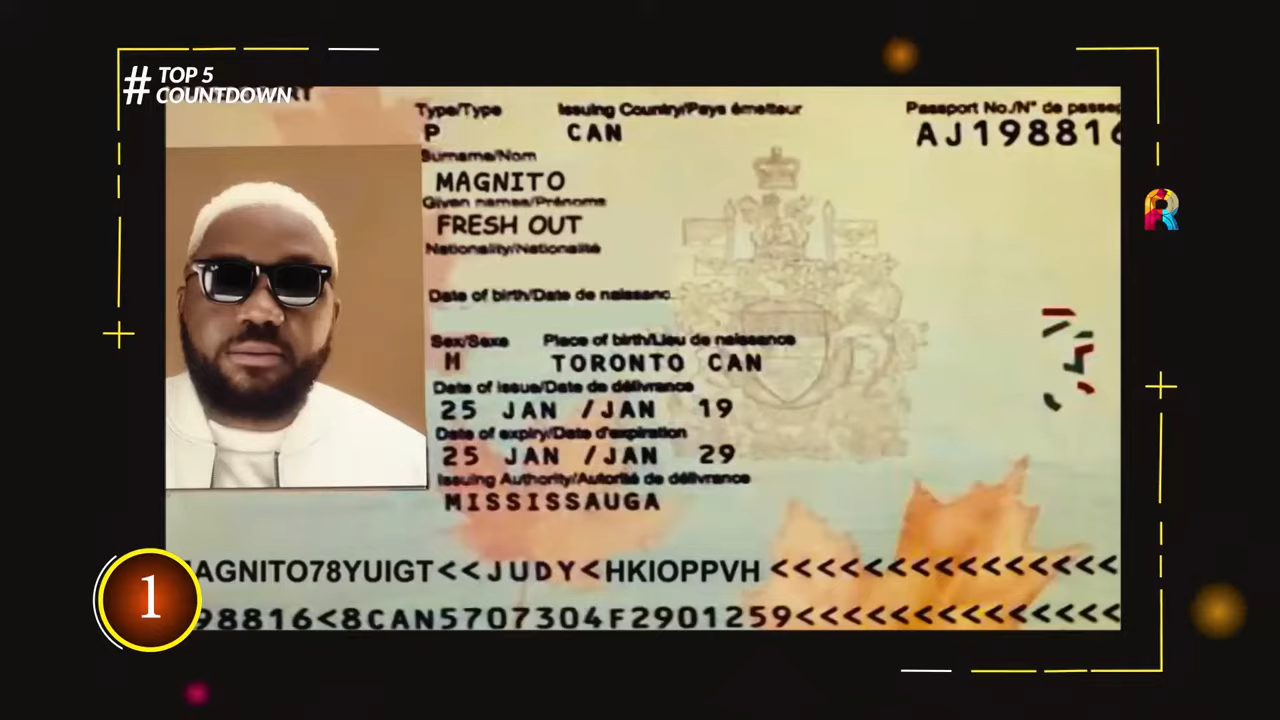 # TOP 5
COUNTDOWN
Type/Type Issuing Country/Pays émetteur Passport No./N° de passe
P CAN AJ198816
Surname/Nom
MAGNITO
Given names/Prénoms
FRESH OUT
Nationality/Nationalité
Date of birth/Date de naissanc
Sex/Sexe Place of birth/Lieu de naissance
M TORONTO CAN
Date of issue/Date de délivrance
25 JAN /JAN 19
Date of expiry/Date d'expiration
25 JAN /JAN 29
Issuing Authority/Autorité de délivrance
MISSISSAUGA
AGNITO78YUIGT<<JUDY<HKIOPPVH <<<<<<<<<<<<<<<<
98816<8CAN5707304F2901259<<<<<<<<<<<<<<<
1
R